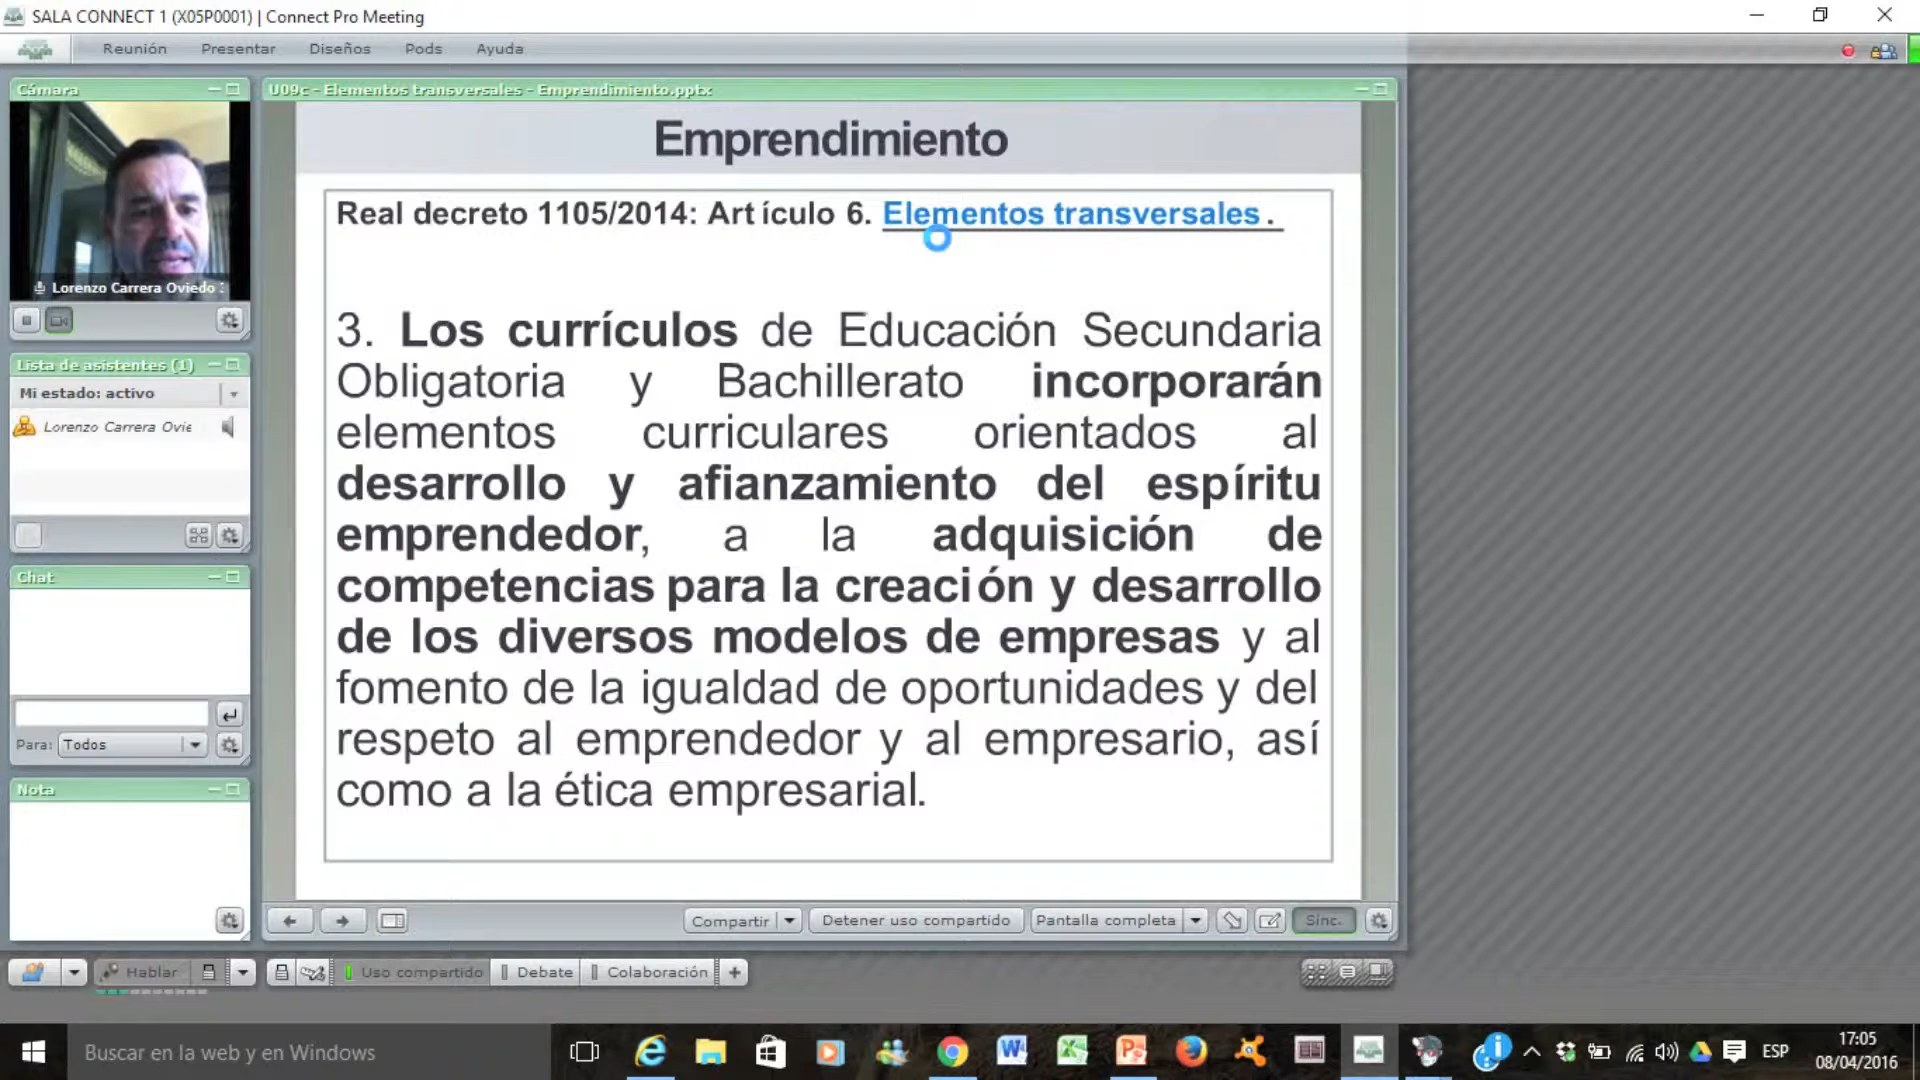 SALA CONNECT 1 (X05P0001) | Connect Pro Meeting
Reunión Presentar Diseños Pods Ayuda
Cámara
Lorenzo Carrera Oviedo
Lista de asistentes (1)
Mi estado: activo
Lorenzo Carrera Ovie
Chat
Para: Todos
Nota
U09c - Elementos transversales - Emprendimiento.pptx
Emprendimiento
Real decreto 1105/2014: Artículo 6. Elementos transversales.
3. Los currículos de Educación Secundaria
Obligatoria y Bachillerato incorporarán
elementos curriculares orientados al
desarrollo y afianzamiento del espíritu
emprendedor, a la adquisición de
competencias para la creación y desarrollo
de los diversos modelos de empresas y al
fomento de la igualdad de oportunidades y del
respeto al emprendedor y al empresario, así
como a la ética empresarial.
Compartir Detener uso compartido Pantalla completa Sinc.
Hablar Uso compartido Debate Colaboración +
Buscar en la web y en Windows
ESP
17:05
08/04/2016